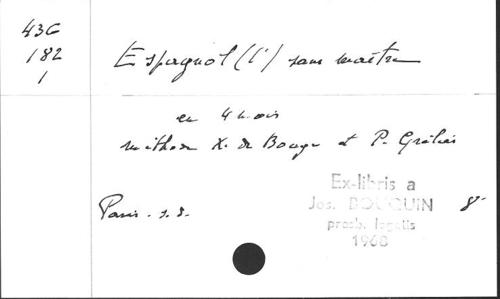 436
182
1
Espagnol (l') sans maître
en 4 mois
méthode X. de Bouge et P.
Paris. s. d.
8-
Ex-libris a
Jos. BOUQUIN
presb. legatis
1968